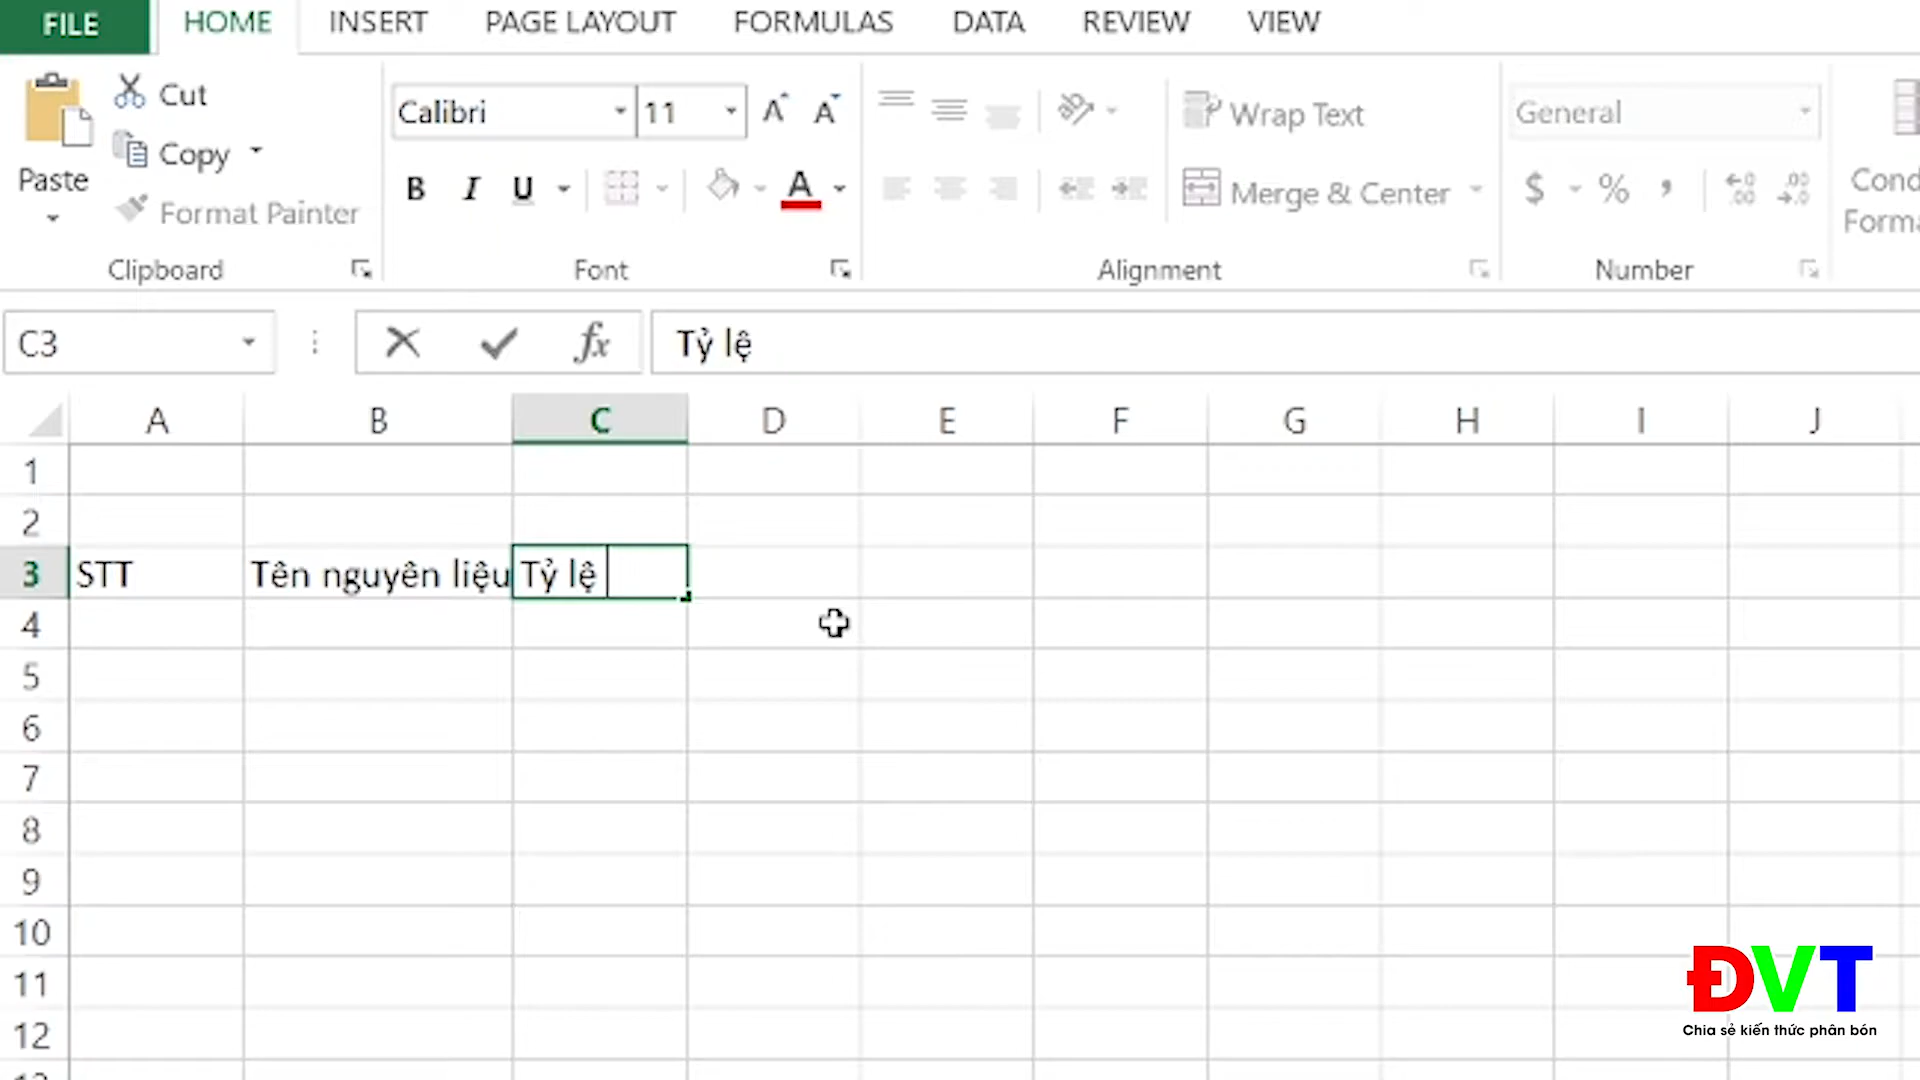 FILE HOME INSERT PAGE LAYOUT FORMULAS DATA REVIEW VIEW
Cut
Copy
Format Painter
Paste
Clipboard
Calibri 11
B I U A
Font
Wrap Text
Merge & Center
Alignment
General
$ % ,
Number
Cond
Forma
C3 fx Tỷ lệ
A B C D E F G H I J
1
2
3 STT Tên nguyên liệu Tỷ lệ
4
5
6
7
8
9
10
11
12
ĐVT
Chia sẻ kiến thức phân bón